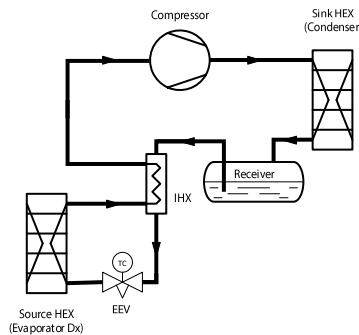 Compressor
Sink HEX
(Condenser
Receiver
IHX
TC
EEV
Source HEX
(Evaporator Dx)